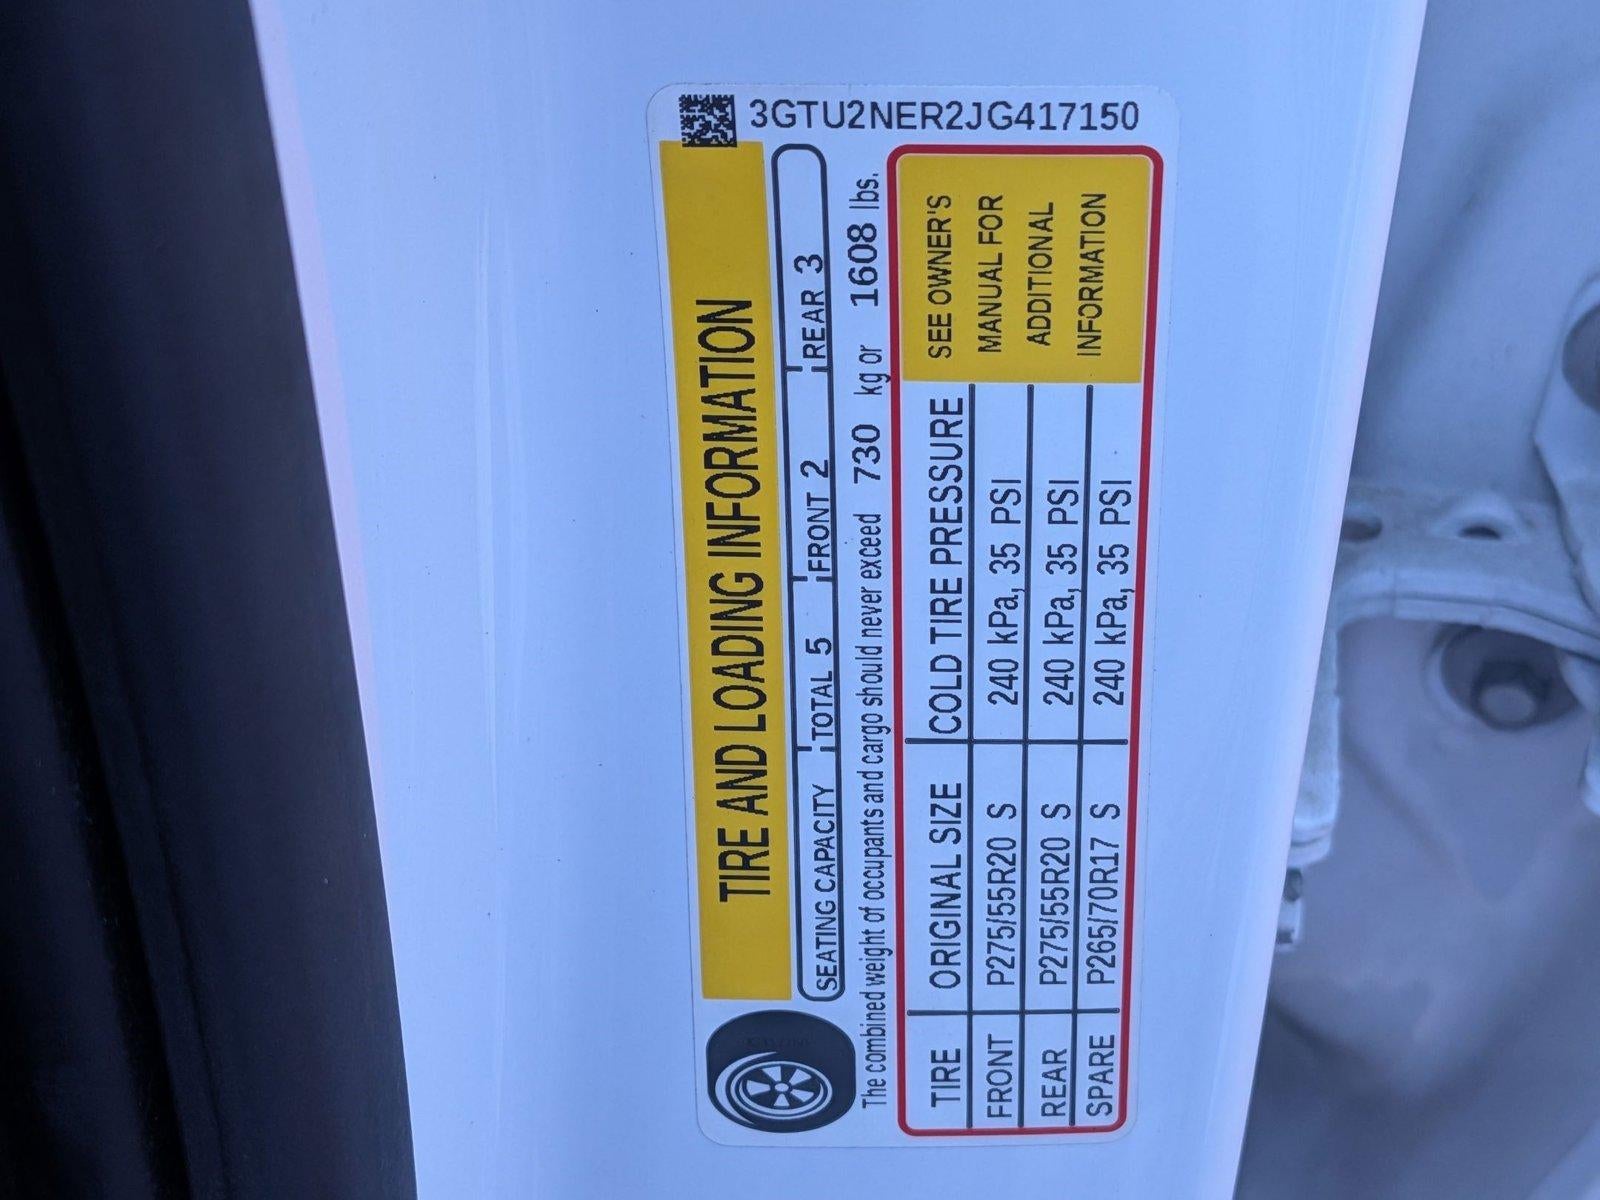 3GTU2NER2JG417150
TIRE AND LOADING INFORMATION
SEATING CAPACITY TOTAL 5 FRONT 2 REAR 3
The combined weight of occupants and cargo should never exceed 730 kg or 1608 lbs.
TIRE ORIGINAL SIZE COLD TIRE PRESSURE
FRONT P275/55R20 S 240 kPa, 35 PSI
REAR P275/55R20 S 240 kPa, 35 PSI
SPARE P265/70R17 S 240 kPa, 35 PSI
SEE OWNER'S
MANUAL FOR
ADDITIONAL
INFORMATION